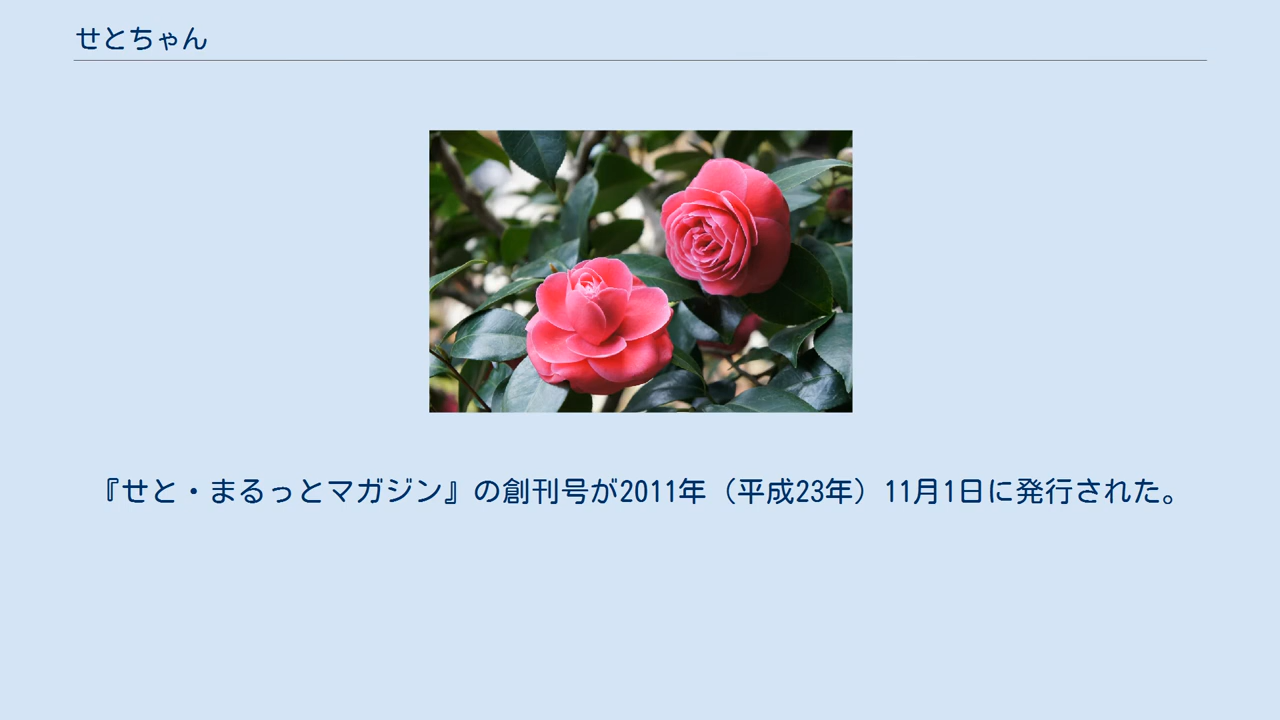 せとちゃん
『せと・まるっとマガジン』の創刊号が2011年（平成23年）11月1日に発行された。